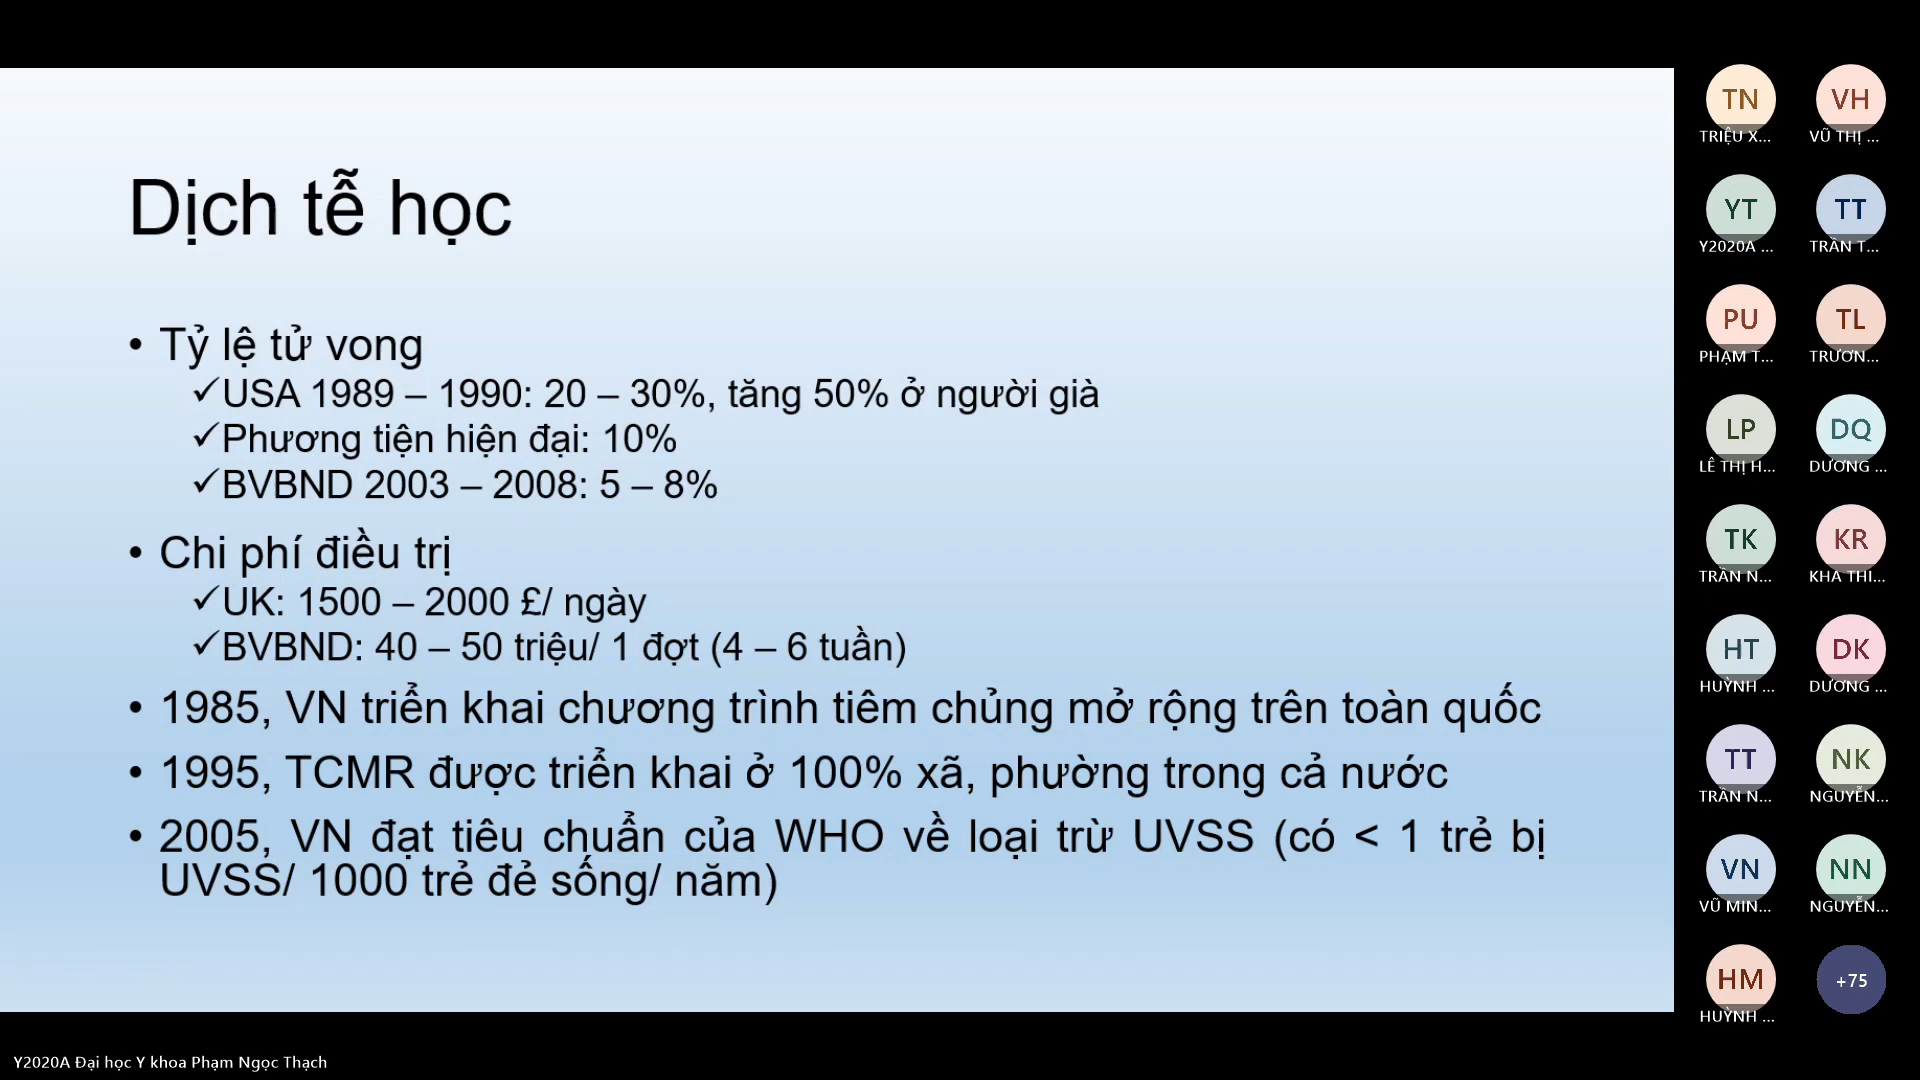 Dịch tễ học
• Tỷ lệ tử vong
✓USA 1989 – 1990: 20 – 30%, tăng 50% ở người già
✓Phương tiện hiện đại: 10%
✓BVBND 2003 – 2008: 5 – 8%
• Chi phí điều trị
✓UK: 1500 – 2000 £/ ngày
✓BVBND: 40 – 50 triệu/ 1 đợt (4 – 6 tuần)
• 1985, VN triển khai chương trình tiêm chủng mở rộng trên toàn quốc
• 1995, TCMR được triển khai ở 100% xã, phường trong cả nước
• 2005, VN đạt tiêu chuẩn của WHO về loại trừ UVSS (có < 1 trẻ bị
UVSS/ 1000 trẻ đẻ sống/ năm)
TN VH
TRIỆU X... VŨ THỊ ...
YT TT
Y2020A ... TRẦN T...
PU TL
PHẠM T... TRƯƠN...
LP DQ
LÊ THỊ H... DƯƠNG ...
TK KR
TRẦN N... KHA THI...
HT DK
HUỲNH ... DƯƠNG ...
TT NK
TRẦN N... NGUYỄN...
VN NN
VŨ MIN... NGUYỄN...
HM +75
HUỲNH ...
Y2020A Đại học Y khoa Phạm Ngọc Thạch